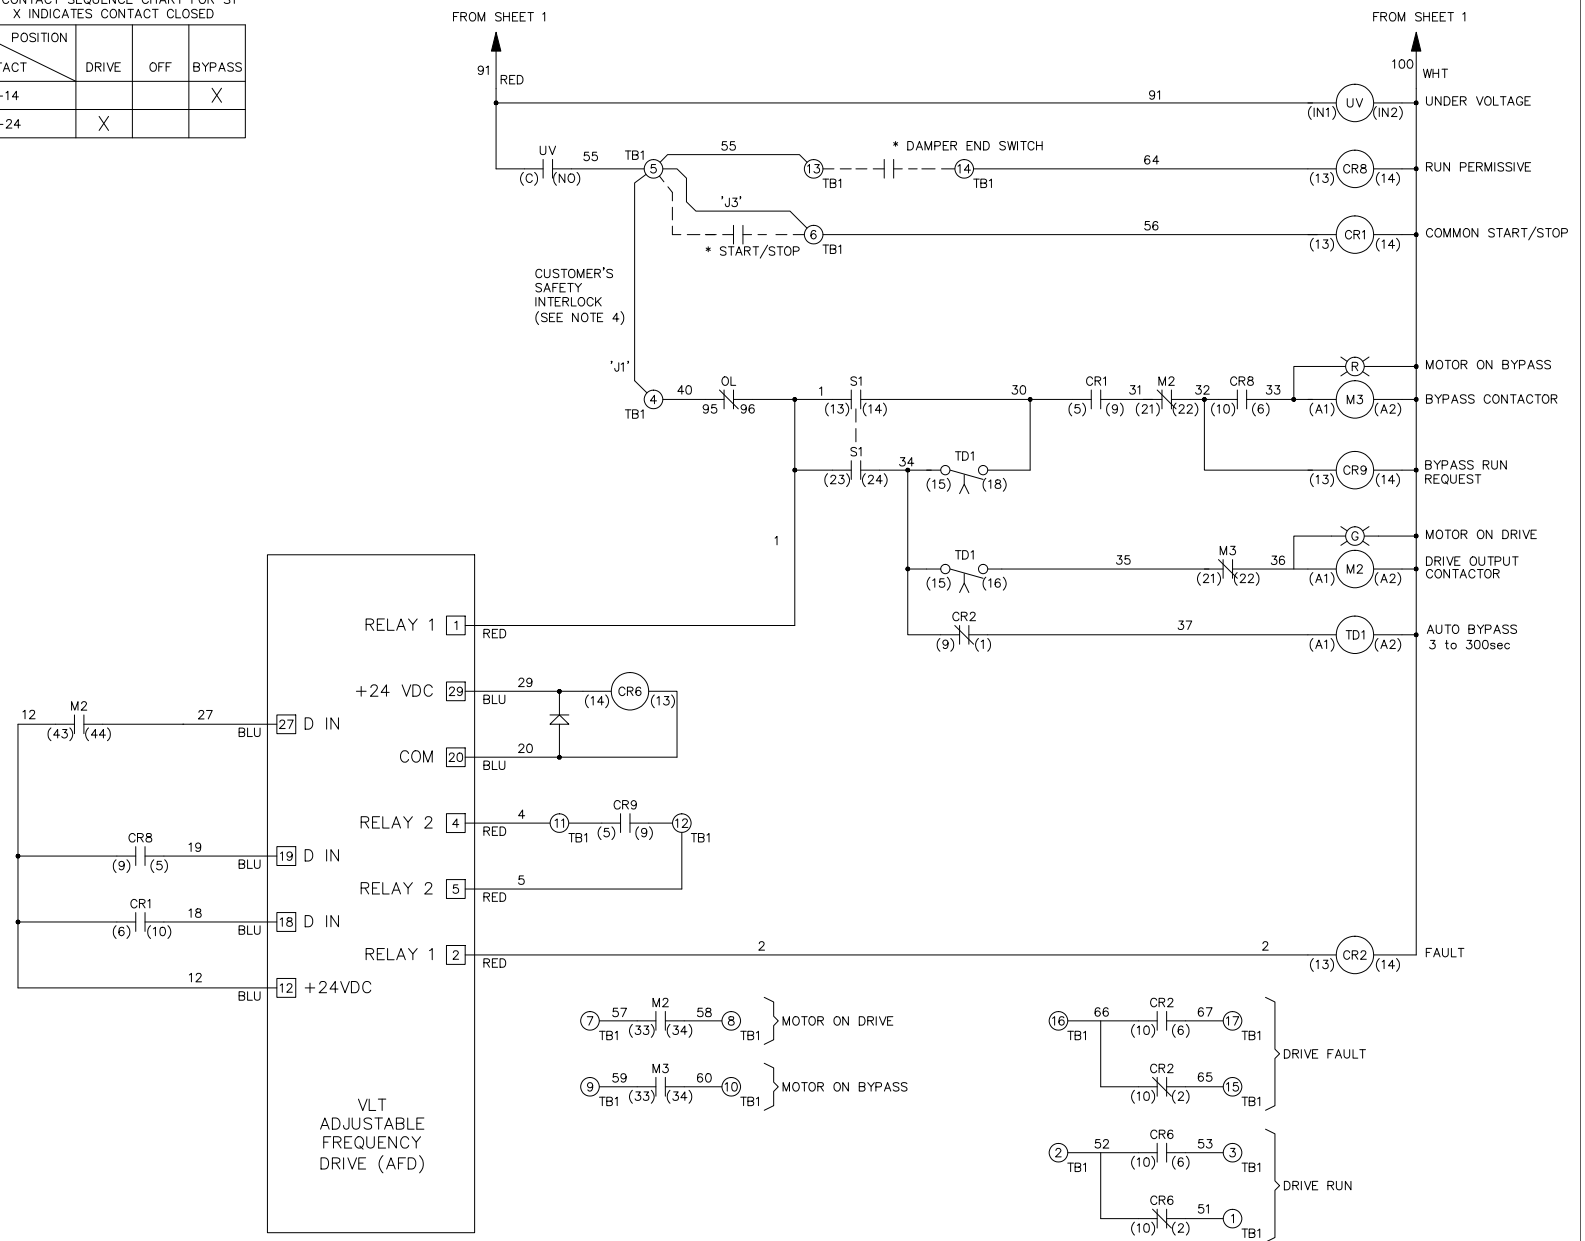 X INDICATES CONTACT CLOSED
POSITION
DRIVE OFF BYPASS
-14 X
-24 X
FROM SHEET 1
FROM SHEET 1
91 RED
100 WHT
91
(IN1) UV (IN2) UNDER VOLTAGE
UV
(C) (NO)
55
TB1
5
55
13
TB1
* DAMPER END SWITCH
14
TB1
64
(13) CR8 (14) RUN PERMISSIVE
'J3'
* START/STOP
6
TB1
56
(13) CR1 (14) COMMON START/STOP
CUSTOMER'S
SAFETY
INTERLOCK
(SEE NOTE 4)
'J1'
4
TB1
40
OL
95 96
1
S1
(13) (14)
30
CR1
(5) (9)
31
M2
(21) (22)
32
CR8
(10) (6)
33
R MOTOR ON BYPASS
(A1) M3 (A2) BYPASS CONTACTOR
S1
(23) (24)
34
TD1
(15) (18)
(13) CR9 (14) BYPASS RUN
REQUEST
1
TD1
(15) (16)
35
M3
(21) (22)
36
G MOTOR ON DRIVE
(A1) M2 (A2) DRIVE OUTPUT
CONTACTOR
CR2
(9) (1)
37
(A1) TD1 (A2) AUTO BYPASS
3 to 300sec
RELAY 1 1 RED
+24 VDC 29 BLU
29
(14) CR6 (13)
12
M2
(43) (44)
27
BLU
27 D IN
COM 20 BLU
20
RELAY 2 4 RED
4
11
TB1
CR9
(5) (9)
12
TB1
CR8
(9) (5)
19
BLU
19 D IN
RELAY 2 5 RED
5
CR1
(6) (10)
18
BLU
18 D IN
RELAY 1 2 RED
2
2
(13) CR2 (14) FAULT
12
BLU
12 +24VDC
VLT
ADJUSTABLE
FREQUENCY
DRIVE (AFD)
7
TB1
57
M2
(33) (34)
58
8
TB1
MOTOR ON DRIVE
9
TB1
59
M3
(33) (34)
60
10
TB1
MOTOR ON BYPASS
16
TB1
66
CR2
(10) (6)
67
17
TB1
CR2
(10) (2)
65
15
TB1
DRIVE FAULT
2
TB1
52
CR6
(10) (6)
53
3
TB1
CR6
(10) (2)
51
1
TB1
DRIVE RUN